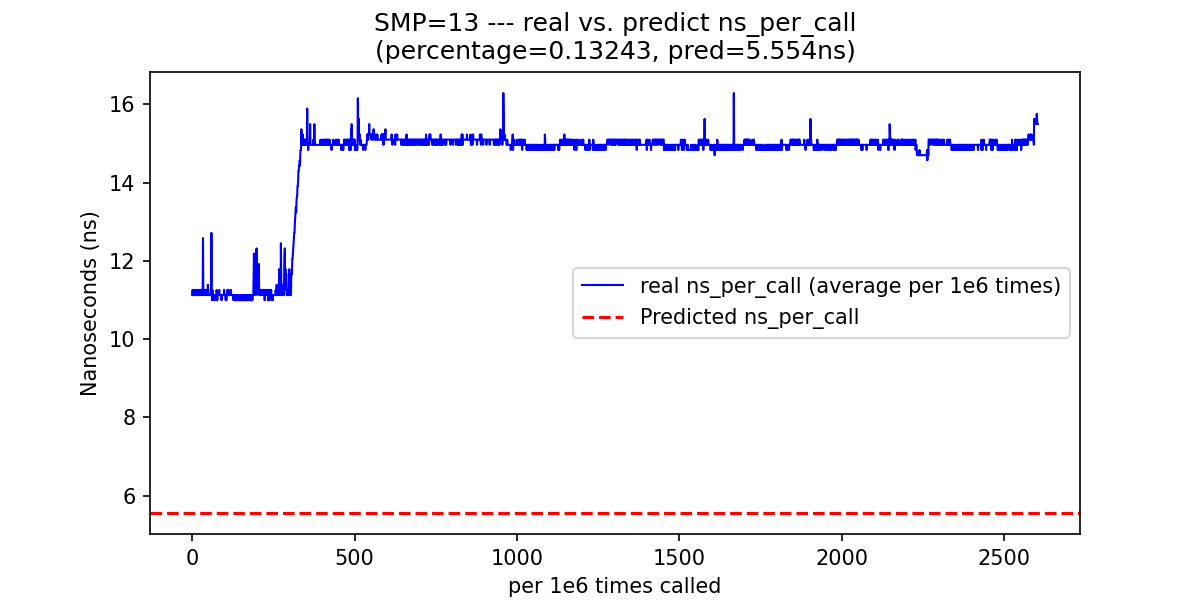 SMP=13 --- real vs. predict ns_per_call
(percentage=0.13243, pred=5.554ns)
Nanoseconds (ns)
16
14
12
10
8
6
real ns_per_call (average per 1e6 times)
Predicted ns_per_call
0 500 1000 1500 2000 2500
per 1e6 times called